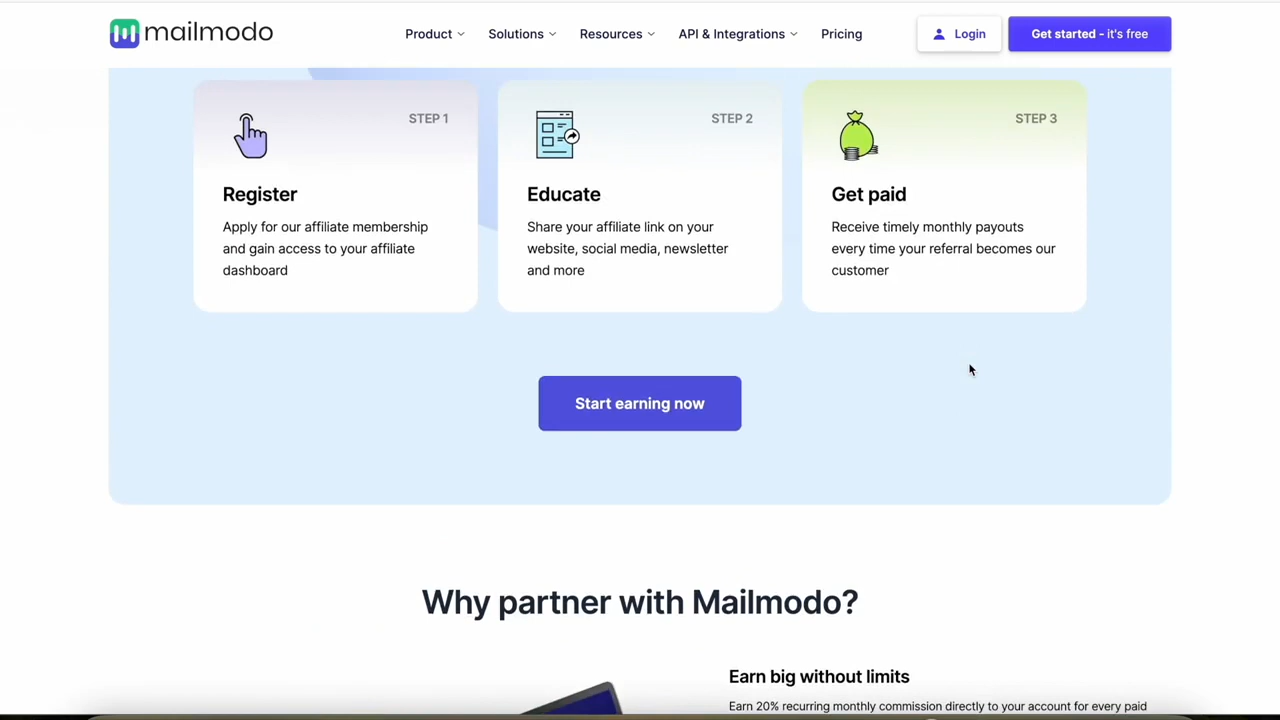 mailmodo
Product
Solutions
Resources
API & Integrations
Pricing
Login
Get started - it's free
STEP 1
Register
Apply for our affiliate membership
and gain access to your affiliate
dashboard
STEP 2
Educate
Share your affiliate link on your
website, social media, newsletter
and more
STEP 3
Get paid
Receive timely monthly payouts
every time your referral becomes our
customer
Start earning now
Why partner with Mailmodo?
Earn big without limits
Earn 20% recurring monthly commission directly to your account for every paid